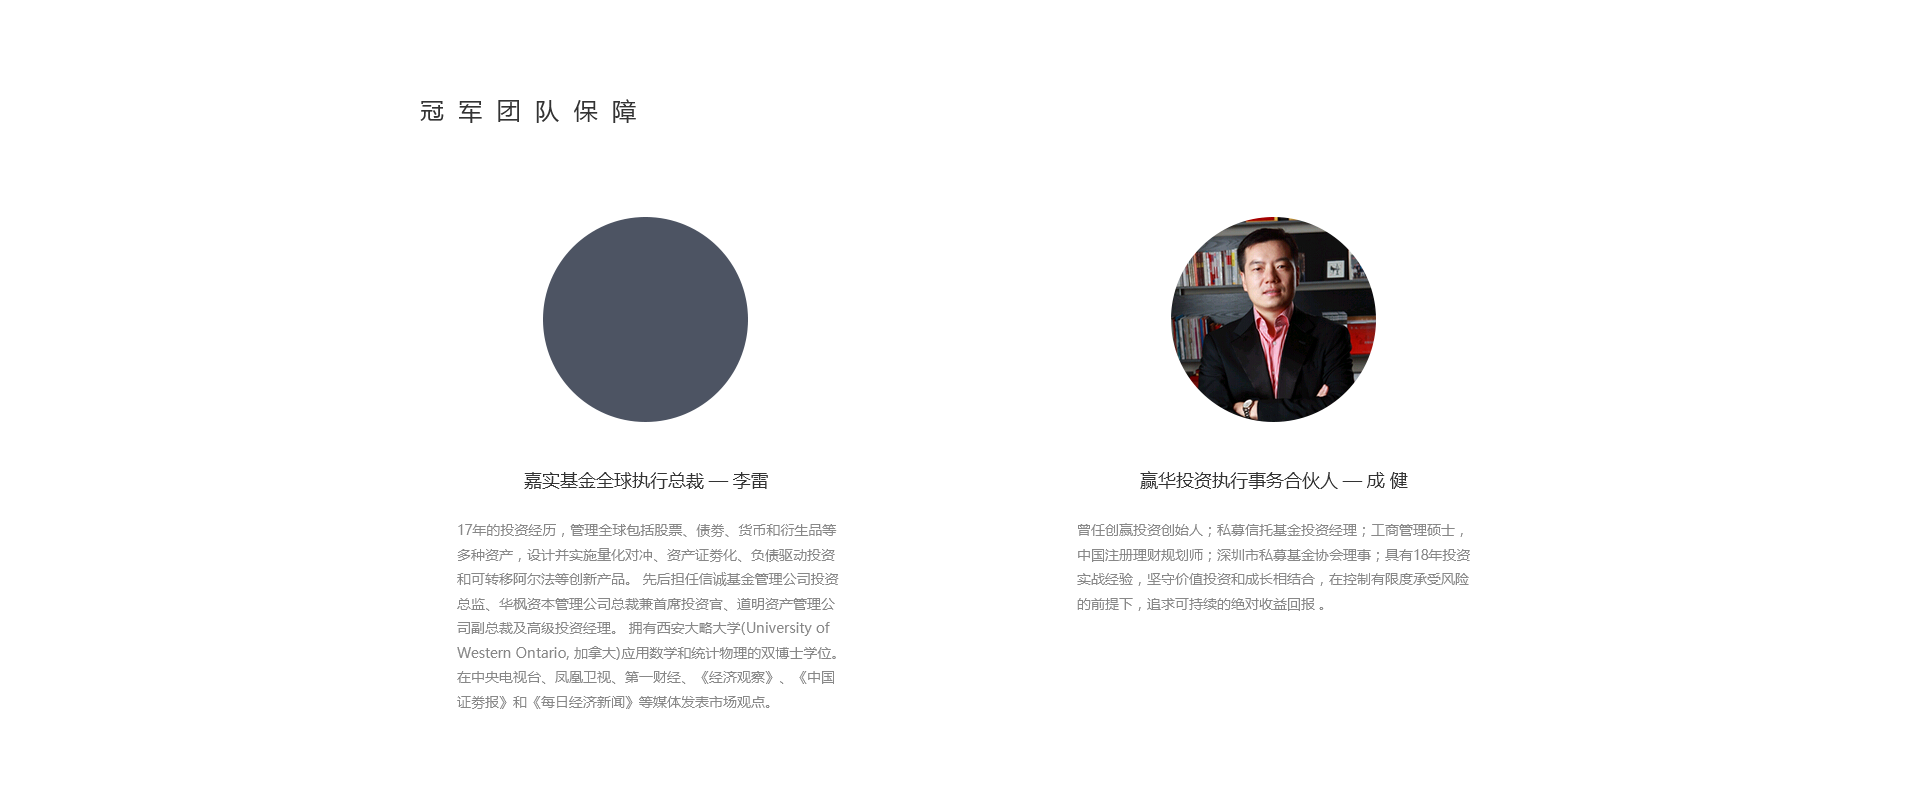 冠军团队保障
嘉实基金全球执行总裁 — 李雷
17年的投资经历，管理全球包括股票、债劵、货币和衍生品等
多种资产，设计并实施量化对冲、资产证劵化、负债驱动投资
和可转移阿尔法等创新产品。 先后担任信诚基金管理公司投资
总监、华枫资本管理公司总裁兼首席投资官、道明资产管理公
司副总裁及高级投资经理。 拥有西安大略大学(University of
Western Ontario, 加拿大)应用数学和统计物理的双博士学位。
在中央电视台、凤凰卫视、第一财经、《经济观察》、《中国
证劵报》和《每日经济新闻》等媒体发表市场观点。
赢华投资执行事务合伙人 — 成 健
曾任创赢投资创始人；私募信托基金投资经理；工商管理硕士，
中国注册理财规划师；深圳市私募基金协会理事；具有18年投资
实战经验，坚守价值投资和成长相结合，在控制有限度承受风险
的前提下，追求可持续的绝对收益回报 。